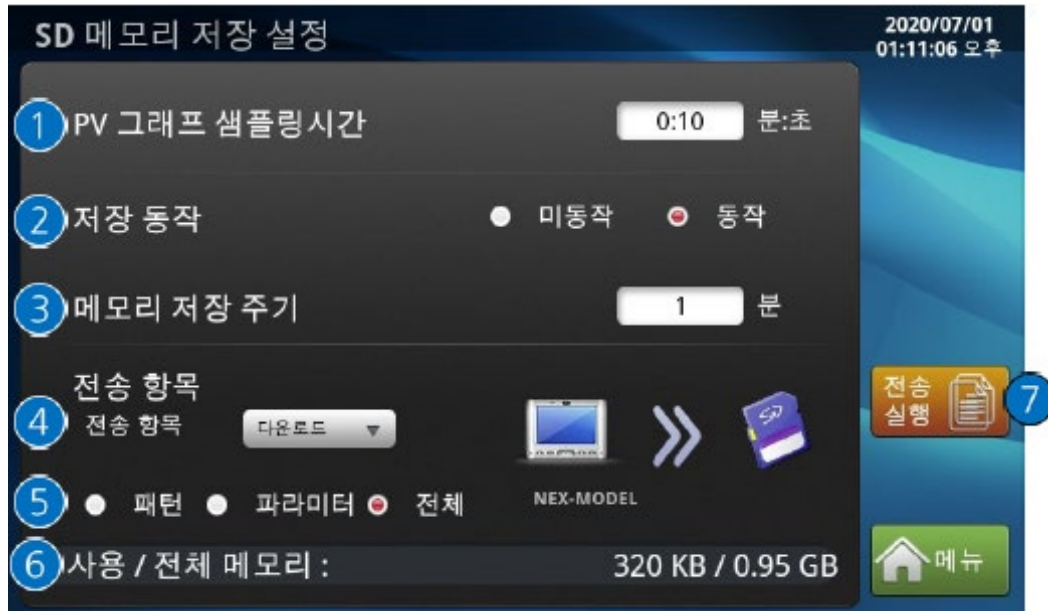 SD 메모리 저장 설정
2020/07/01
01:11:06 오후
1 PV 그래프 샘플링시간 0:10 분:초
2 저장 동작 미동작 동작
3 메모리 저장 주기 1 분
전송 항목
4 전송 항목 다운로드
SD
전송
실행
7
5 패턴 파라미터 전체
NEX-MODEL
6 사용 / 전체 메모리 : 320 KB / 0.95 GB
메뉴